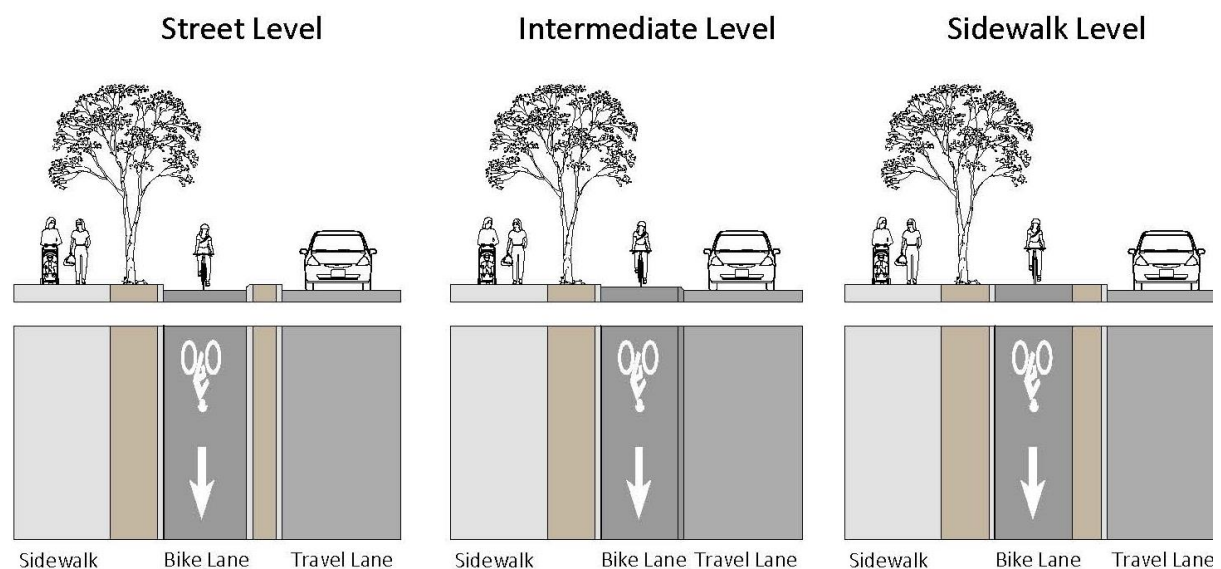 Street Level
Intermediate Level
Sidewalk Level
Sidewalk
Bike Lane
Travel Lane
Bike Lane
Travel Lane
Sidewalk
Sidewalk
Bike Lane
Travel Lane